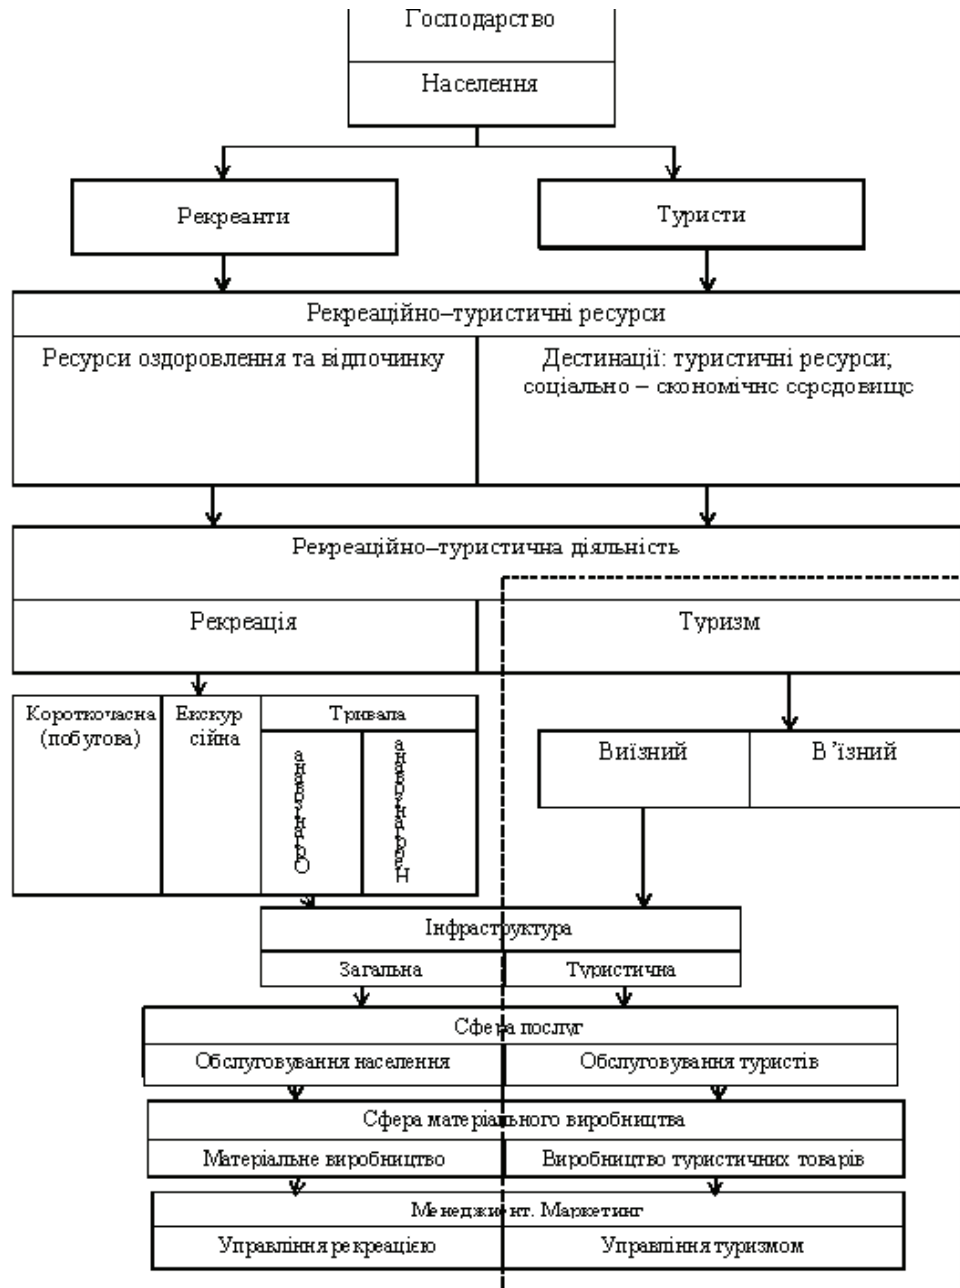 Господарство
Населення
Рекреанти
Туристи
Рекреаційно–туристичні ресурси
Ресурси оздоровлення та відпочинку
Дестинації: туристичні ресурси;
соціально – економічне середовище
Рекреаційно–туристична діяльність
Рекреація
Туризм
Короткочасна
(побутова)
Екскур
сійна
Тривала
Організована
Неорганізована
Виїзний
В’їзний
Інфраструктура
Загальна
Туристична
Сфера послуг
Обслуговування населення
Обслуговування туристів
Сфера матеріального виробництва
Матеріальне виробництво
Виробництво туристичних товарів
Менеджмент. Маркетинг
Управління рекреацією
Управління туризмом